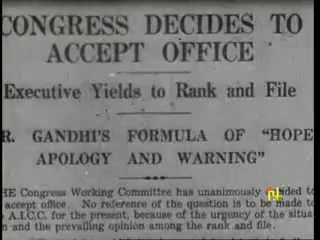 CONGRESS DECIDES TO
ACCEPT OFFICE
Executive Yields to Rank and File
R. GANDHI'S FORMULA OF "HOPE
APOLOGY AND WARNING"
HE Congress Working Committee has unanimously
accept office. No reference of the question is to be made to
A.I.C.C. for the present, because of the urgency of the situa
n and the prevailing opinion among the rank and file.